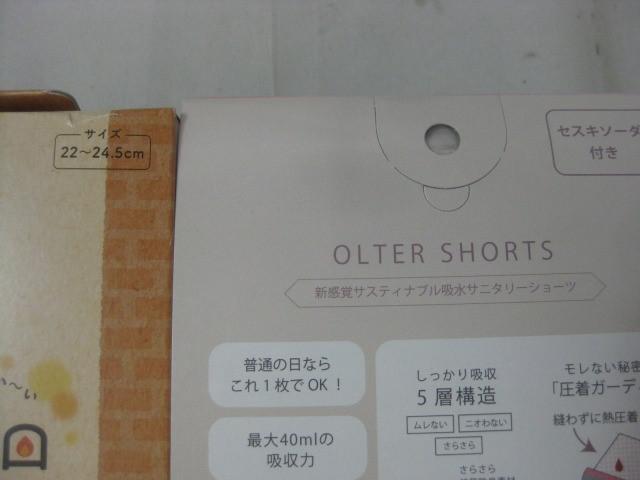 サイズ
22～24.5cm
セスキソーダ
付き
OLTER SHORTS
新感覚サスティナブル吸水サニタリーショーツ
普通の日なら
これ1枚でOK！
最大40mlの
吸収力
しっかり吸収
5層構造
ムレない
ニオわない
さらさら
さらさら
モレない秘密
「圧着ガーデ
縫わずに熱圧着